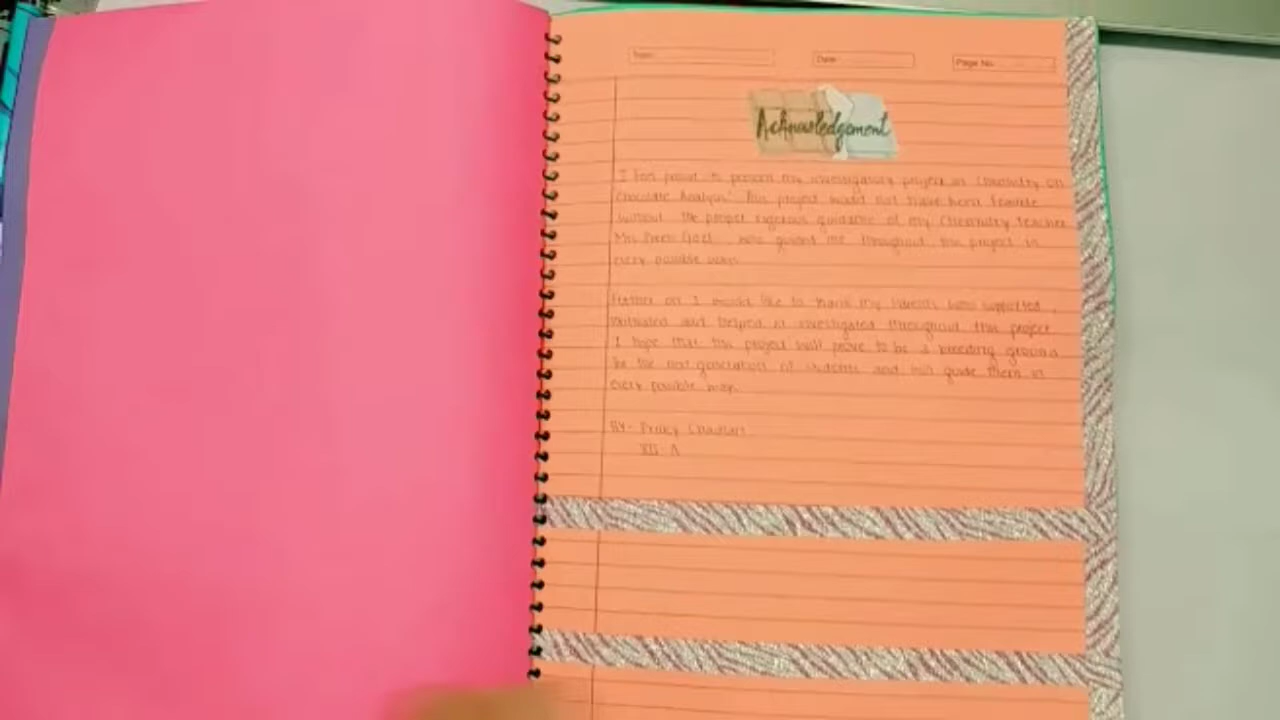 Date
Page No.
Acknowledgement
I feel proud to present my investigatory project in Chemistry on
"Chocolate Analysis". This project would not have been feasible
without the proper rigorous guidance of my Chemistry teacher
Mrs. Goel who guided me throughout this project in
every possible way.
Further on I would like to thank my parents who supported,
motivated and helped investigated throughout this project
I hope that this project will prove to be a breeding ground
for the next generation of students and will guide them in
every possible way.
BY-
XII-A